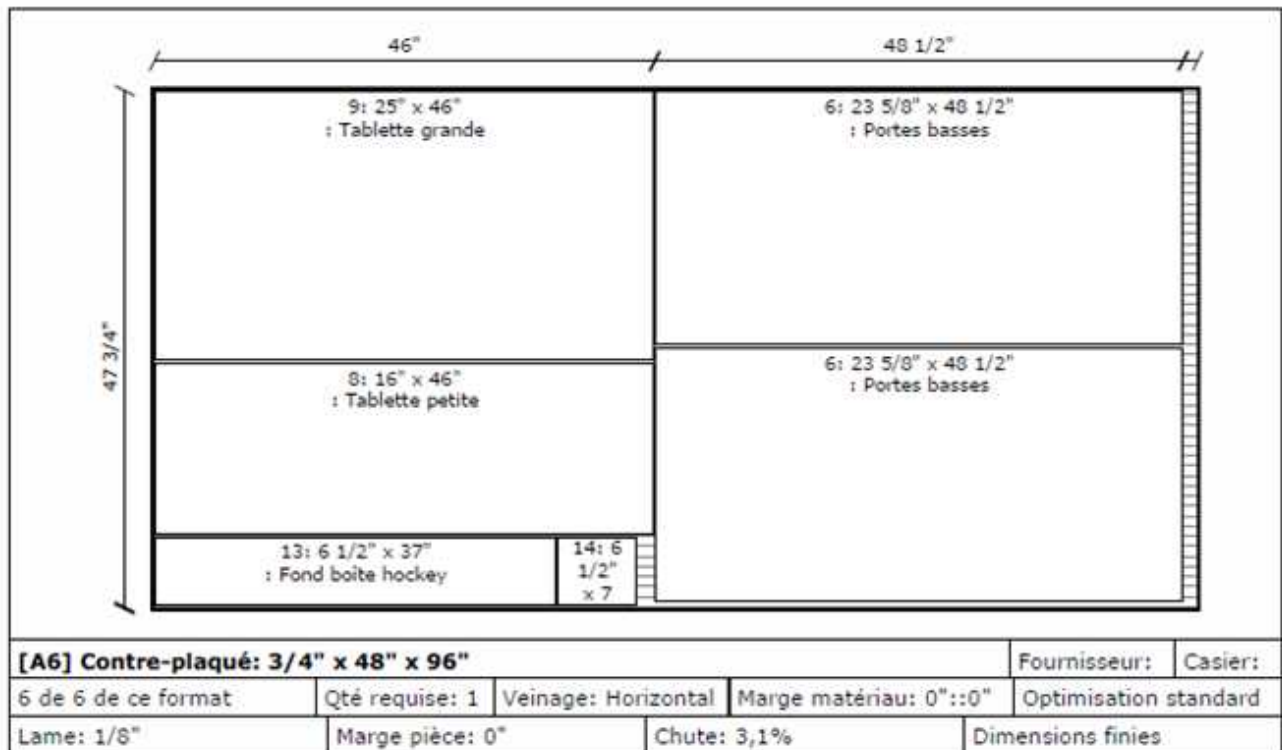 46"
48 1/2"
47 3/4"
9: 25" x 46"
: Tablette grande
6: 23 5/8" x 48 1/2"
: Portes basses
8: 16" x 46"
: Tablette petite
6: 23 5/8" x 48 1/2"
: Portes basses
13: 6 1/2" x 37"
: Fond boîte hockey
14: 6
1/2"
x 7
[A6] Contre-plaqué: 3/4" x 48" x 96"
Fournisseur:
Casier:
6 de 6 de ce format
Qté requise: 1
Veinage: Horizontal
Marge matériau: 0"::0"
Optimisation standard
Lame: 1/8"
Marge pièce: 0"
Chute: 3,1%
Dimensions finies